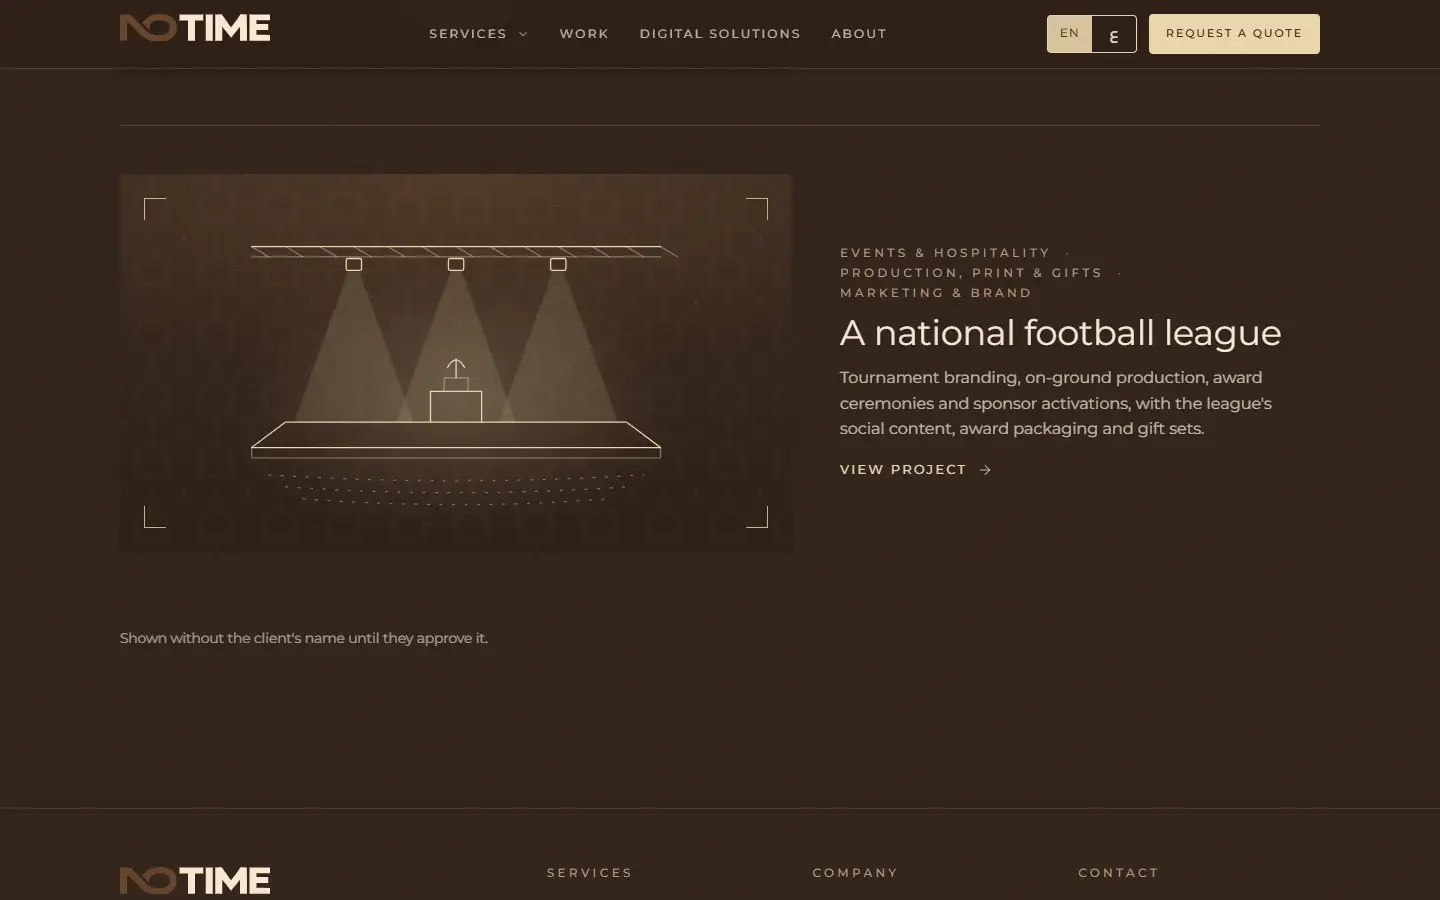 NOTIME
SERVICES
WORK
DIGITAL SOLUTIONS
ABOUT
EN
ع
REQUEST A QUOTE
EVENTS & HOSPITALITY ·
PRODUCTION, PRINT & GIFTS ·
MARKETING & BRAND
A national football league
Tournament branding, on-ground production, award
ceremonies and sponsor activations, with the league's
social content, award packaging and gift sets.
VIEW PROJECT →
Shown without the client's name until they approve it.
NOTIME
SERVICES
COMPANY
CONTACT